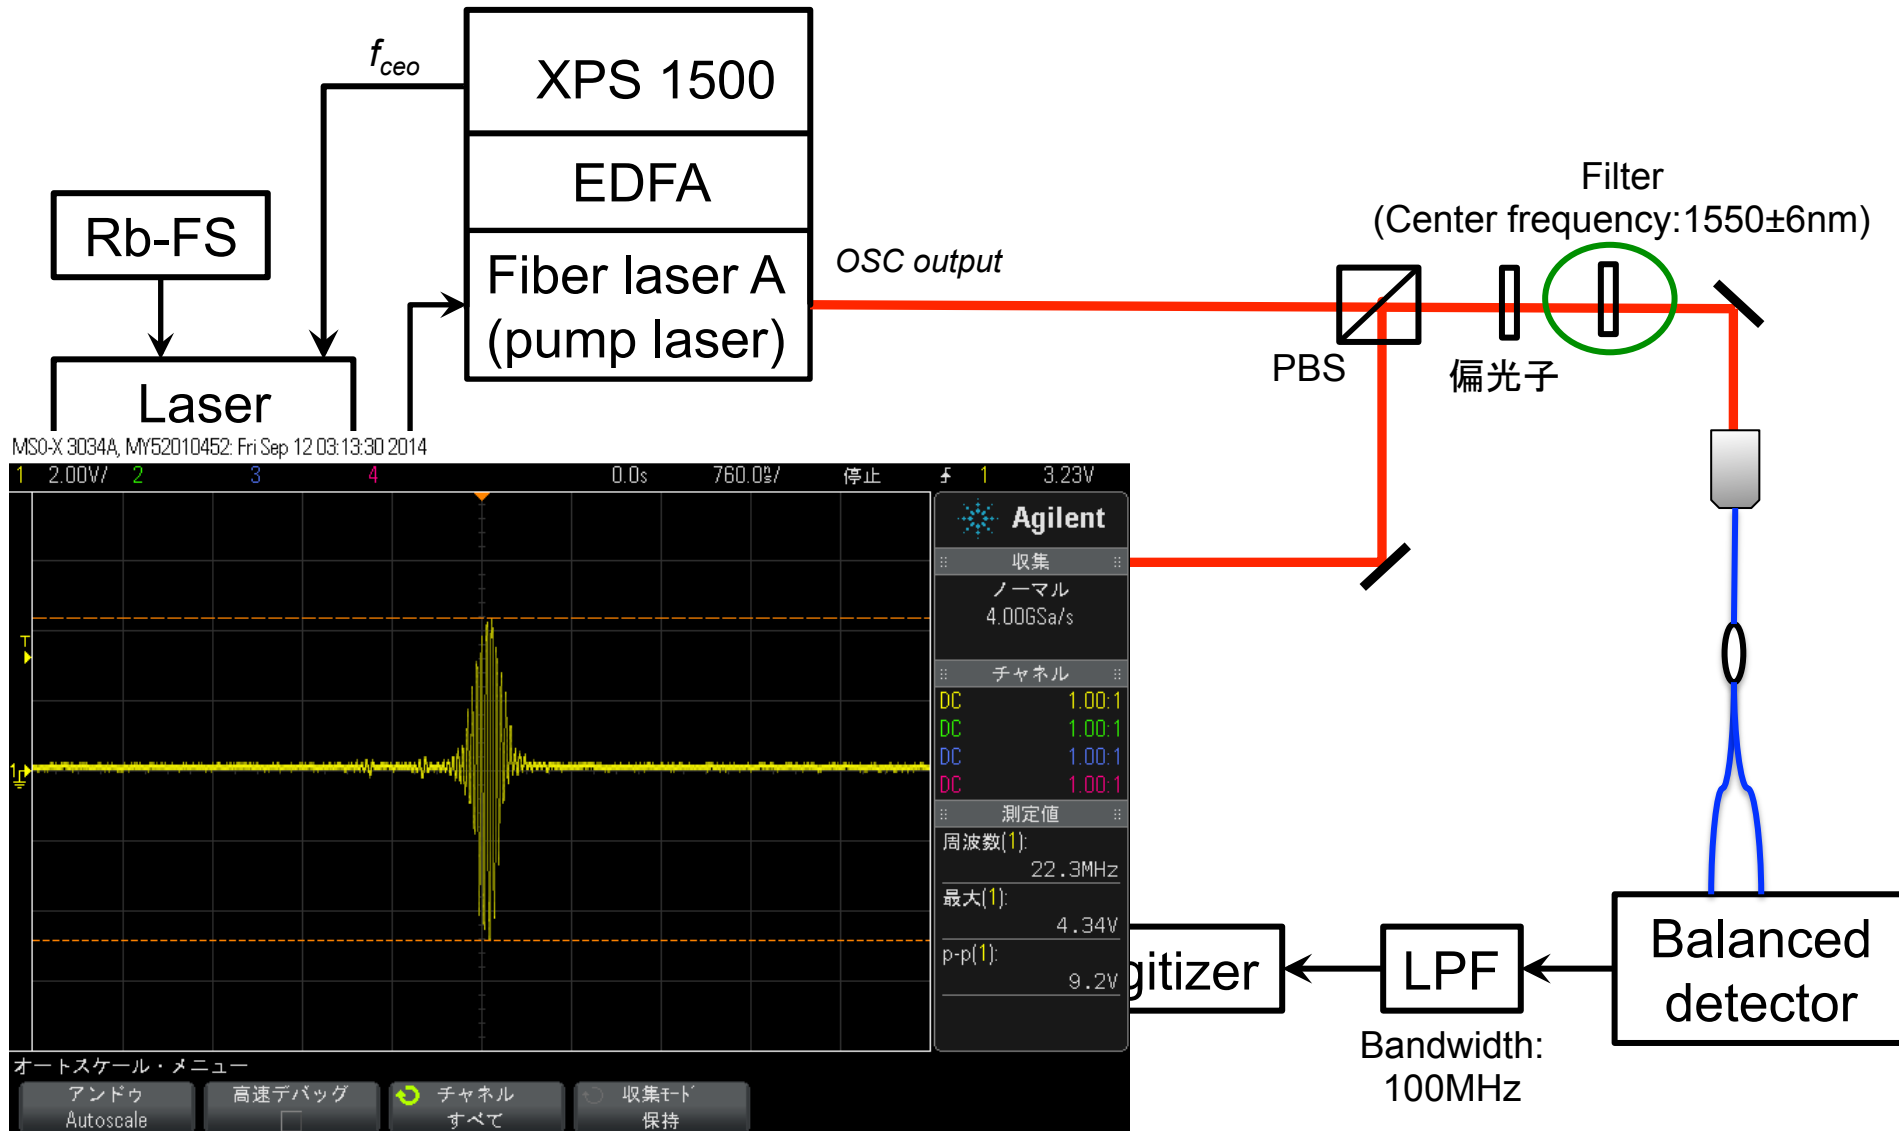 f_ceo
XPS 1500
EDFA
Fiber laser A
(pump laser)
Rb-FS
Laser
OSC output
Filter
(Center frequency:1550±6nm)
PBS
偏光子
MSO-X 3034A, MY52010452: Fri Sep 12 03:13:30 2014
1 2.00V/ 2 3 4 0.0s 760.0ns/ 停止 1 3.23V
Agilent
収集
ノーマル
4.00GSa/s
チャネル
DC 1.00:1
DC 1.00:1
DC 1.00:1
DC 1.00:1
測定値
周波数(1):
22.3MHz
最大(1):
4.34V
p-p(1):
9.2V
T
1
オートスケール・メニュー
アンドゥ
Autoscale
高速デバッグ
チャネル
すべて
収集モード
保持
gitizer
LPF
Bandwidth:
100MHz
Balanced
detector